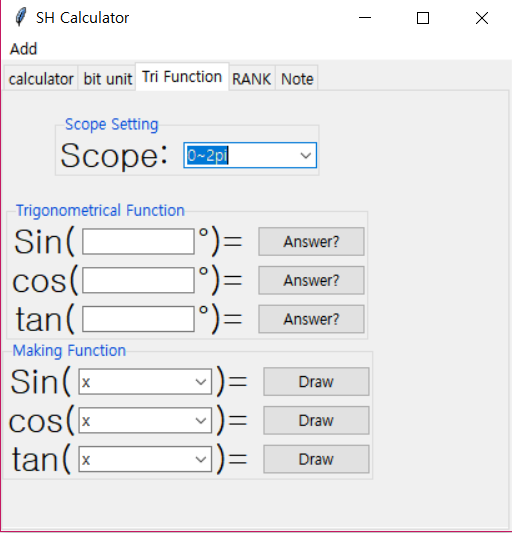 SH Calculator
Add
calculator bit unit Tri Function RANK Note
Scope Setting
Scope: 0~2pi
Trigonometrical Function
Sin( °)= Answer?
cos( °)= Answer?
tan( °)= Answer?
Making Function
Sin( x )= Draw
cos( x )= Draw
tan( x )= Draw